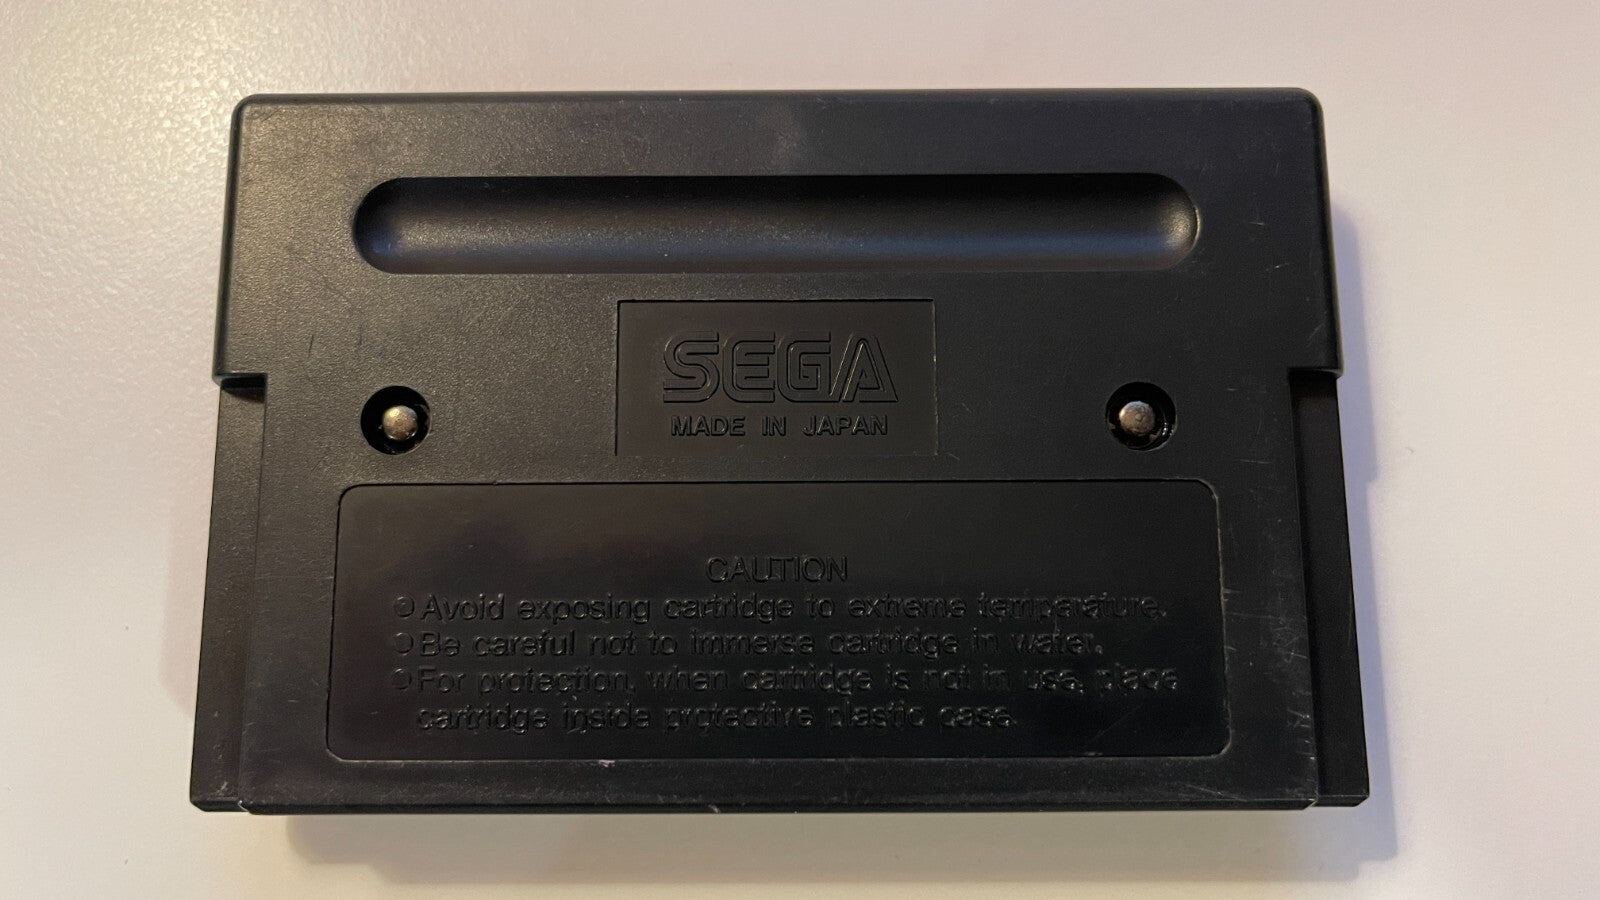 SEGA
MADE IN JAPAN
CAUTION
● Avoid exposing cartridge to extreme temperature.
● Be careful not to immerse cartridge in water.
● For protection, when cartridge is not in use, place
cartridge inside protective plastic case.